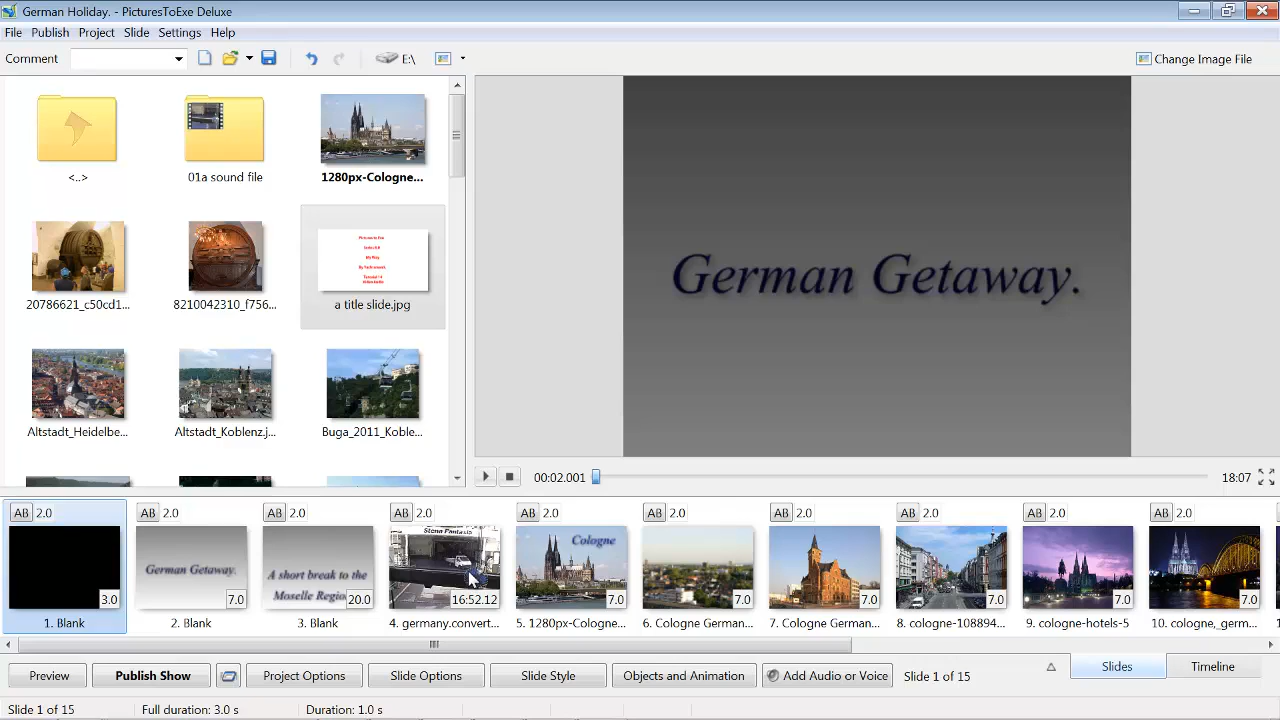 German Holiday. - PicturesToExe Deluxe
File Publish Project Slide Settings Help
Comment E:\ Change Image File
<..> 01a sound file 1280px-Cologne...
20786621_c50cd1... 8210042310_f756... a title slide.jpg
Altstadt_Heidelbe... Altstadt_Koblenz.j... Buga_2011_Koble...
German Getaway.
00:02.001 18:07
AB 2.0 AB 2.0 AB 2.0 AB 2.0 AB 2.0 AB 2.0 AB 2.0 AB 2.0 AB 2.0 AB 2.0
Stena Fantasia
Cologne
German Getaway.
A short break to the
Moselle Regio
3.0 7.0 20.0 16:52.12 7.0 7.0 7.0 7.0 7.0 7.0
1. Blank 2. Blank 3. Blank 4. germany.convert... 5. 1280px-Cologne... 6. Cologne German... 7. Cologne German... 8. cologne-108894... 9. cologne-hotels-5 10. cologne,_germ...
Preview Publish Show Project Options Slide Options Slide Style Objects and Animation Add Audio or Voice Slide 1 of 15 Slides Timeline
Slide 1 of 15 Full duration: 3.0 s Duration: 1.0 s